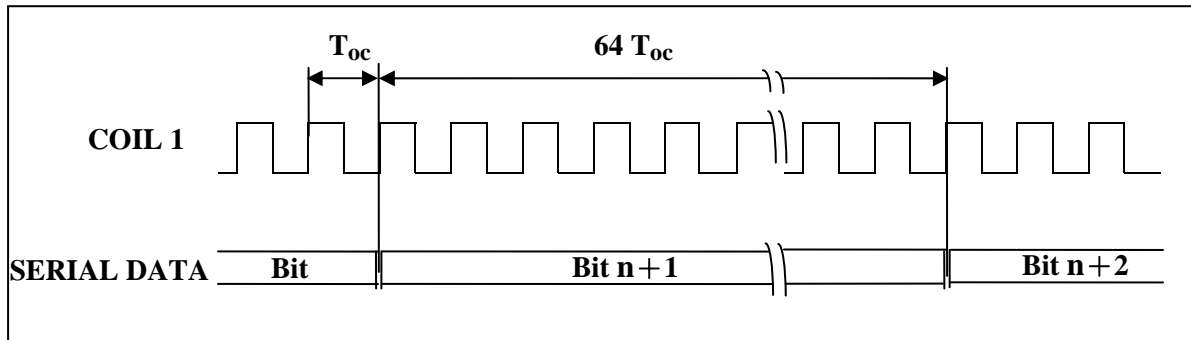 Toc 64 Toc
COIL 1
SERIAL DATA Bit Bit n+1 Bit n+2